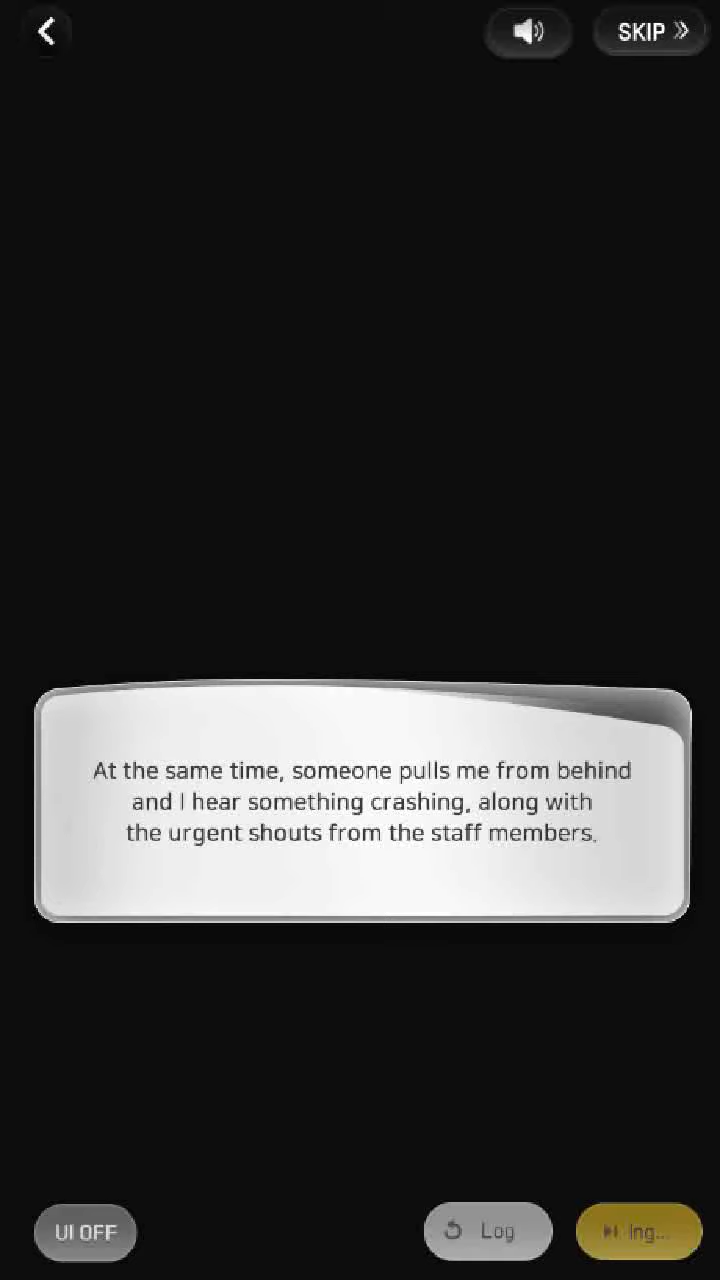 SKIP
At the same time, someone pulls me from behind
and I hear something crashing, along with
the urgent shouts from the staff members.
UI OFF
Log
ing...